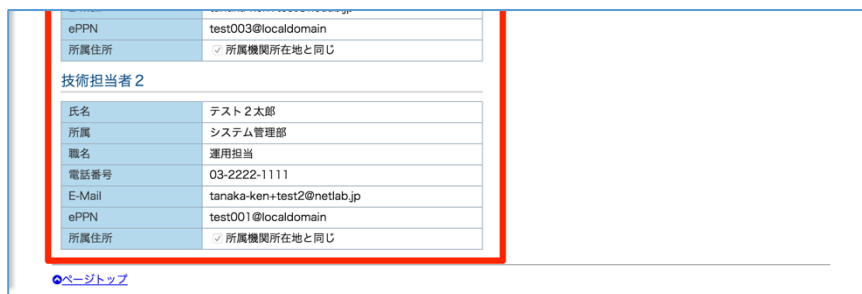 ePPN test003@localdomain
所属住所 所属機関所在地と同じ
技術担当者２
氏名 テスト２太郎
所属 システム管理部
職名 運用担当
電話番号 03-2222-1111
E-Mail tanaka-ken+test2@netlab.jp
ePPN test001@localdomain
所属住所 所属機関所在地と同じ
ページトップ